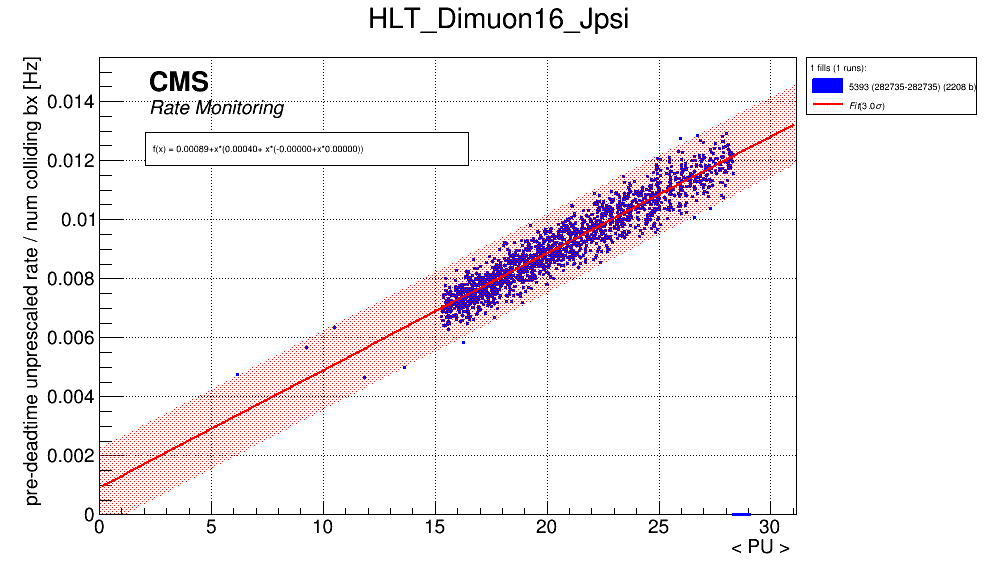 HLT_Dimuon16_Jpsi
pre-deadtime unprescaled rate / num colliding bx [Hz]
CMS
Rate Monitoring
f(x) = 0.00089+x*(0.00040+ x*(-0.00000+x*0.00000))
1 fills (1 runs):
5393 (282735-282735) (2208 b)
Fit(3.0σ)
0.014
0.012
0.01
0.008
0.006
0.004
0.002
0
0 5 10 15 20 25 30
< PU >